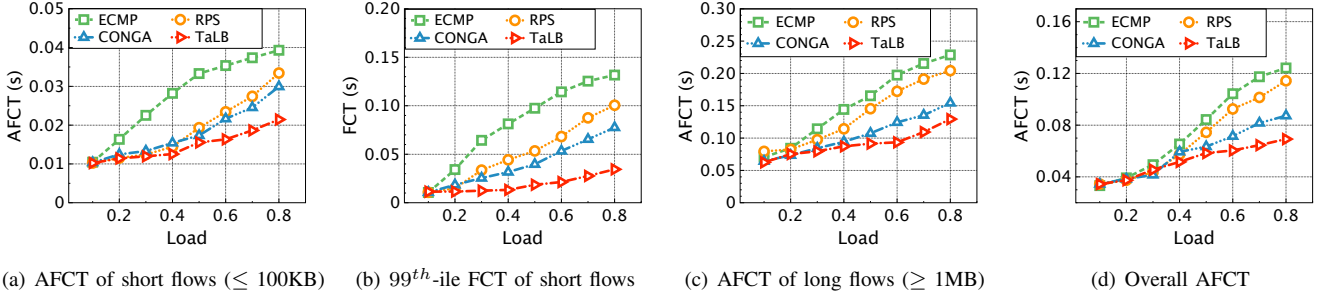 ECMP RPS
CONGA TaLB
AFCT (s)
0.05
0.04
0.03
0.02
0.01
0
0.2 0.4 0.6 0.8
Load
(a) AFCT of short flows (≤ 100KB)
ECMP RPS
CONGA TaLB
FCT (s)
0.20
0.15
0.10
0.05
0
0.2 0.4 0.6 0.8
Load
(b) 99th-ile FCT of short flows
ECMP RPS
CONGA TaLB
AFCT (s)
0.30
0.25
0.20
0.15
0.10
0.05
0
0.2 0.4 0.6 0.8
Load
(c) AFCT of long flows (≥ 1MB)
ECMP RPS
CONGA TaLB
AFCT (s)
0.16
0.12
0.08
0.04
0.2 0.4 0.6 0.8
Load
(d) Overall AFCT